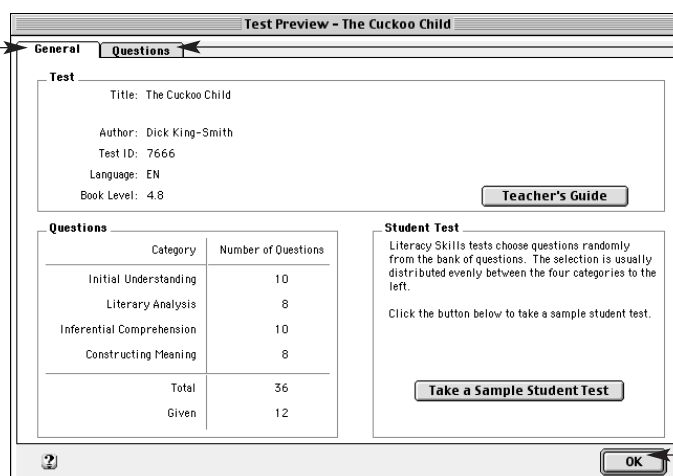 Test Preview - The Cuckoo Child
General Questions
Test
Title: The Cuckoo Child
Author: Dick King-Smith
Test ID: 7666
Language: EN
Book Level: 4.8
Teacher's Guide
Questions
Category Number of Questions
Initial Understanding 10
Literary Analysis 8
Inferential Comprehension 10
Constructing Meaning 8
Total 36
Given 12
Student Test
Literacy Skills tests choose questions randomly
from the bank of questions. The selection is usually
distributed evenly between the four categories to the
left.
Click the button below to take a sample student test.
Take a Sample Student Test
?
OK